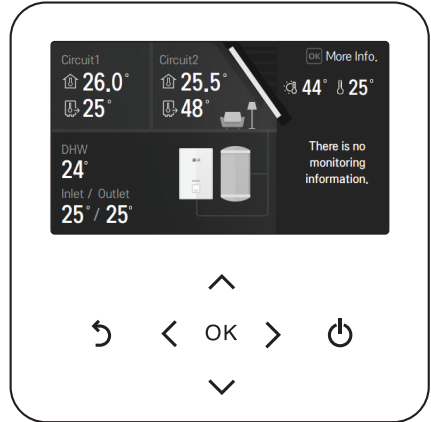 Circuit1
26.0°
25°
Circuit2
25.5°
48°
OK More Info.
44° 25°
There is no
monitoring
information.
DHW
24°
Inlet / Outlet
25° / 25°
LG
OK